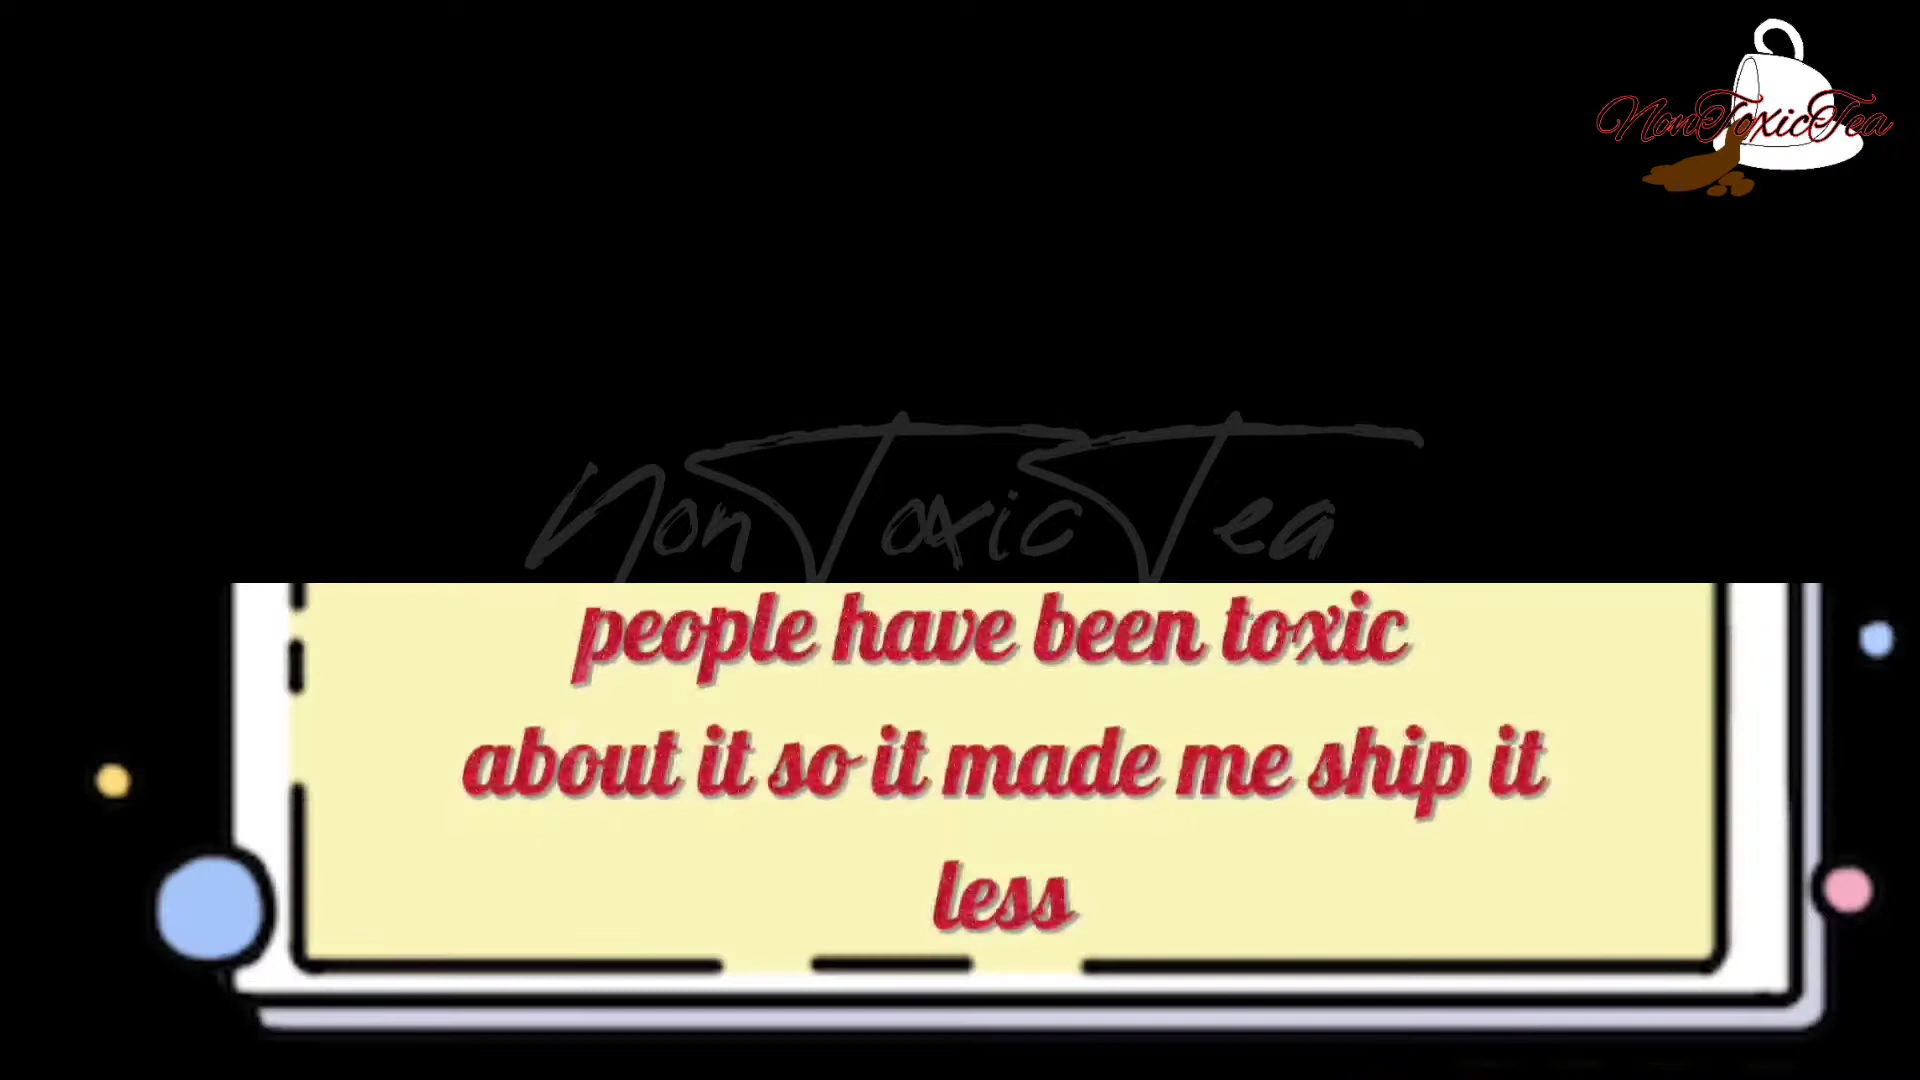 NonToxicTea
NonToxicTea
people have been toxic
about it so it made me ship it
less